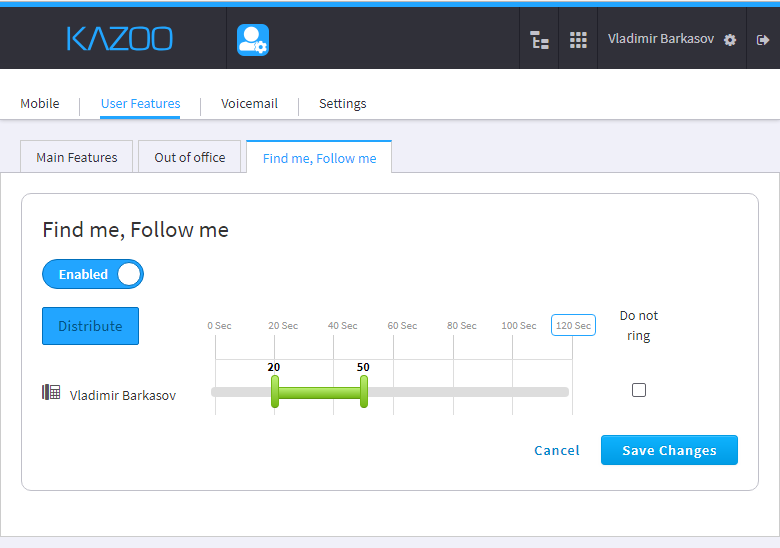 KAZOO
Vladimir Barkasov
Mobile User Features Voicemail Settings
Main Features Out of office Find me, Follow me
Find me, Follow me
Enabled
Distribute
0 Sec 20 Sec 40 Sec 60 Sec 80 Sec 100 Sec 120 Sec
Do not
ring
20 50
Vladimir Barkasov
Cancel Save Changes